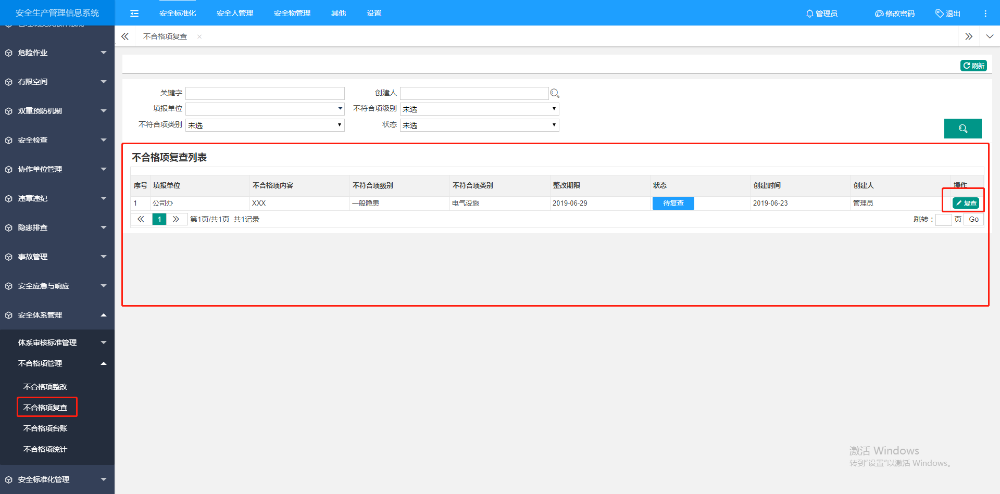 安全生产管理信息系统
安全标准化 安全人管理 安全物管理 其他 设置 管理员 修改密码 退出
不合格项复查
危险作业
有限空间
双重预防机制
安全检查
协作单位管理
违章违纪
隐患排查
事故管理
安全应急与响应
安全体系管理
体系审核标准管理
不合格项管理
不合格项整改
不合格项复查
不合格项台账
不合格项统计
安全标准化管理
刷新
关键字 创建人
填报单位 不符合项级别 未选
不符合项类别 未选 状态 未选
不合格项复查列表
序号 填报单位 不合格项内容 不符合项级别 不符合项类别 整改期限 状态 创建时间 创建人 操作
1 公司办 XXX 一般隐患 电气设施 2019-06-29 待复查 2019-06-23 管理员 复查
1 第1页/共1页 共1记录 跳转： 页 Go
激活 Windows
转到"设置"以激活 Windows。